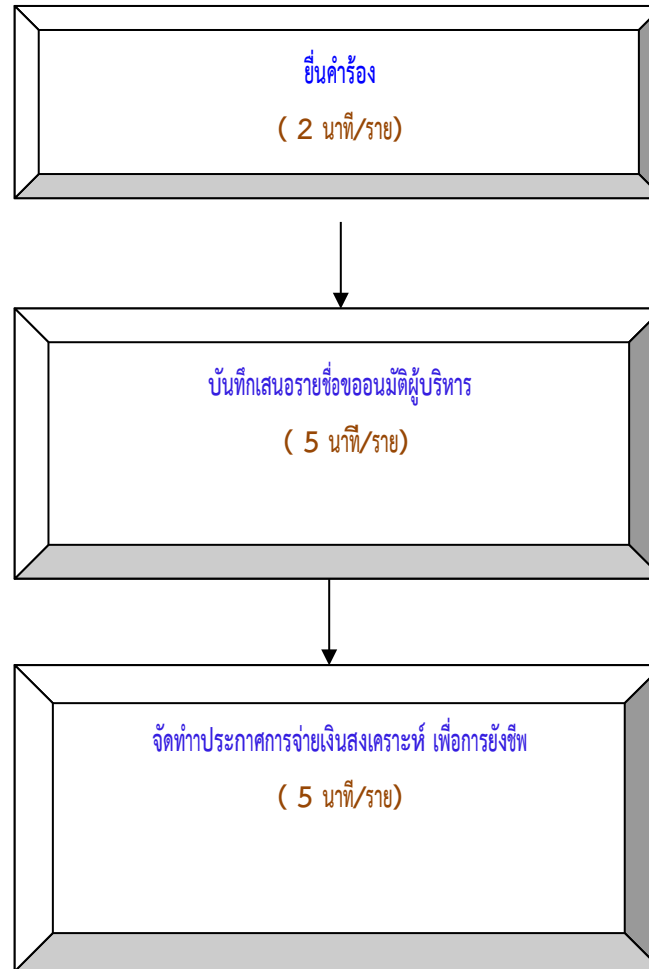 ยื่นคำร้อง
( 2 นาที/ราย)
บันทึกเสนอรายชื่อขออนมัติผู้บริหาร
( 5 นาที/ราย)
จัดทำาประกาศการจ่ายเงินสงเคราะห์ เพื่อการยังชีพ
( 5 นาที/ราย)